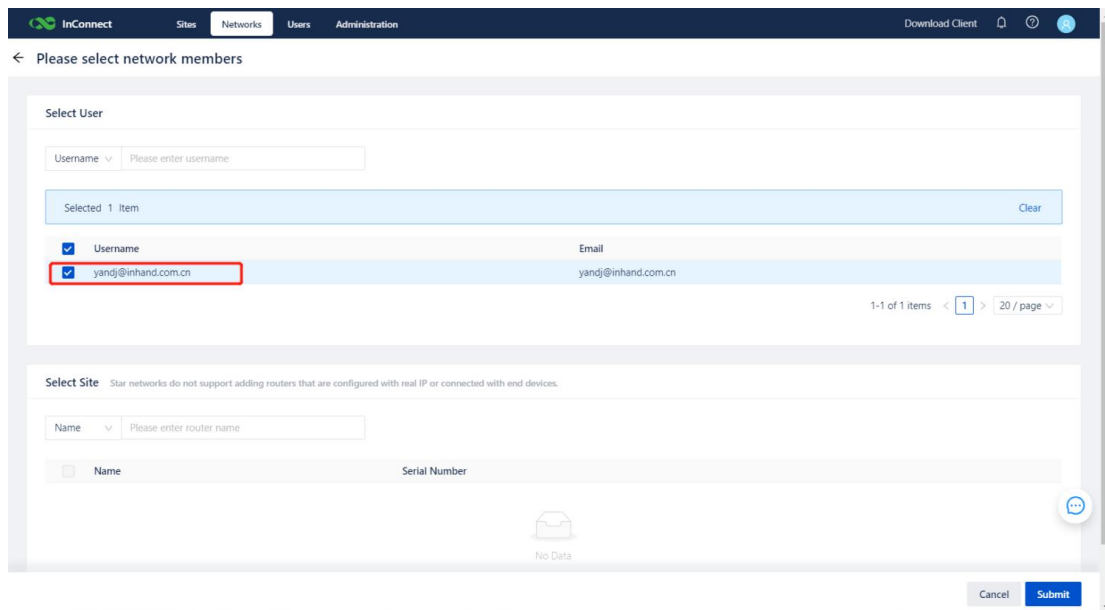 InConnect Sites Networks Users Administration Download Client
Please select network members
Select User
Username Please enter username
Selected 1 Item Clear
Username Email
yandj@inhand.com.cn yandj@inhand.com.cn
1-1 of 1 items < 1 > 20 / page
Select Site Star networks do not support adding routers that are configured with real IP or connected with end devices.
Name Please enter router name
Name Serial Number
No Data
Cancel Submit